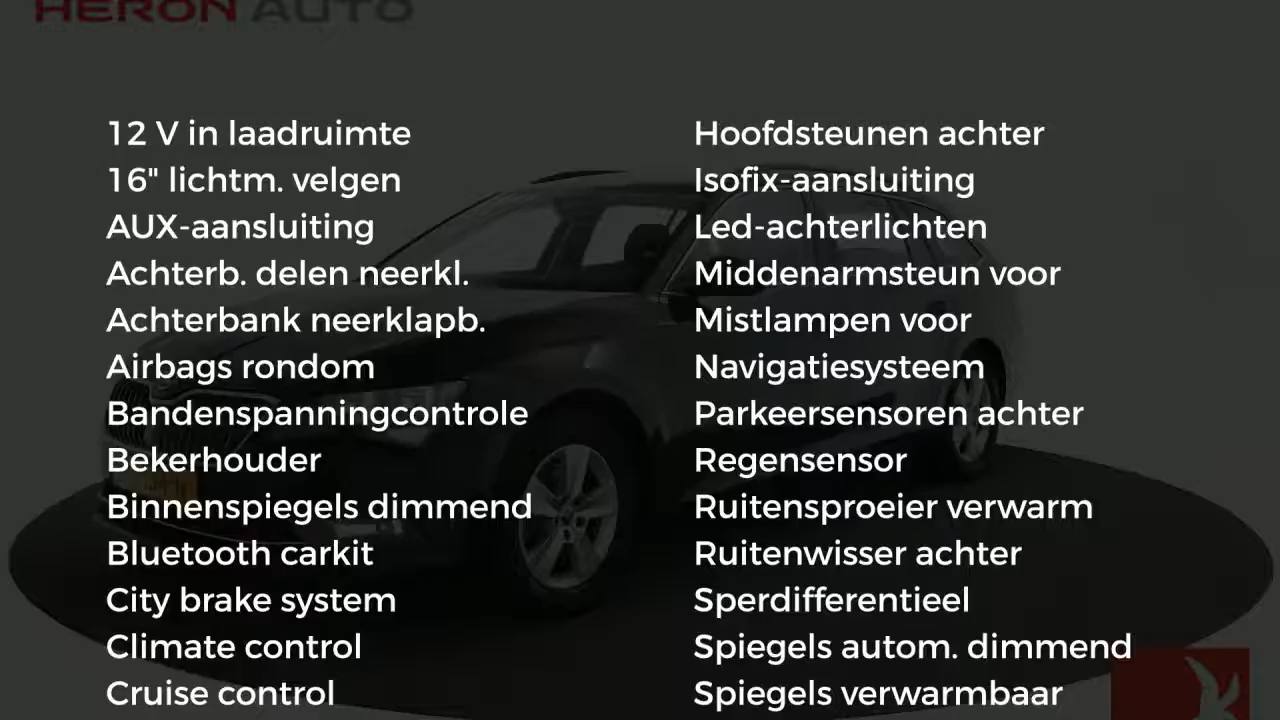 HERON AUTO
12 V in laadruimte
16" lichtm. velgen
AUX-aansluiting
Achterb. delen neerkl.
Achterbank neerklapb.
Airbags rondom
Bandenspanningcontrole
Bekerhouder
Binnenspiegels dimmend
Bluetooth carkit
City brake system
Climate control
Cruise control
Hoofdsteunen achter
Isofix-aansluiting
Led-achterlichten
Middenarmsteun voor
Mistlampen voor
Navigatiesysteem
Parkeersensoren achter
Regensensor
Ruitensproeier verwarm
Ruitenwisser achter
Sperdifferentieel
Spiegels autom. dimmend
Spiegels verwarmbaar